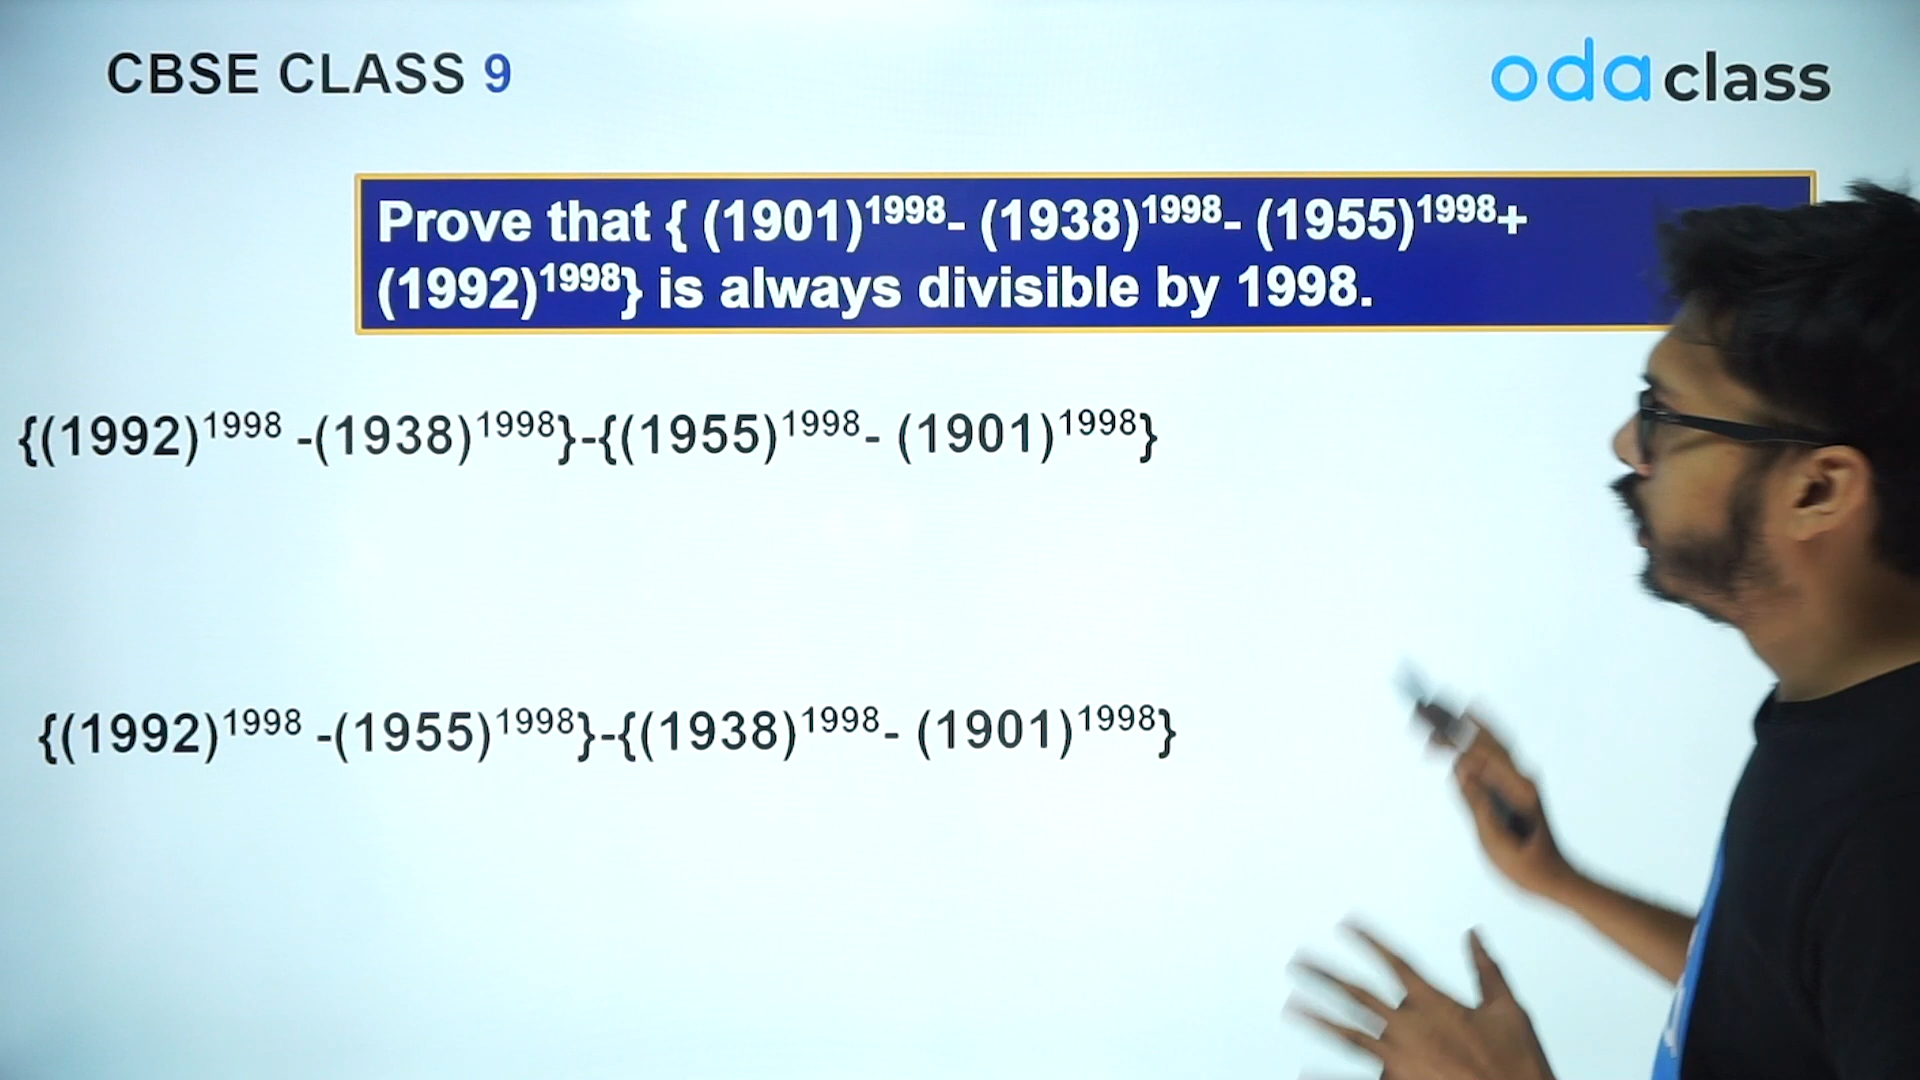 CBSE CLASS 9
odaclass
Prove that { (1901)¹⁹⁹⁸- (1938)¹⁹⁹⁸- (1955)¹⁹⁹⁸+
(1992)¹⁹⁹⁸} is always divisible by 1998.
{(1992)¹⁹⁹⁸ -(1938)¹⁹⁹⁸}-{(1955)¹⁹⁹⁸- (1901)¹⁹⁹⁸}
{(1992)¹⁹⁹⁸ -(1955)¹⁹⁹⁸}-{(1938)¹⁹⁹⁸- (1901)¹⁹⁹⁸}